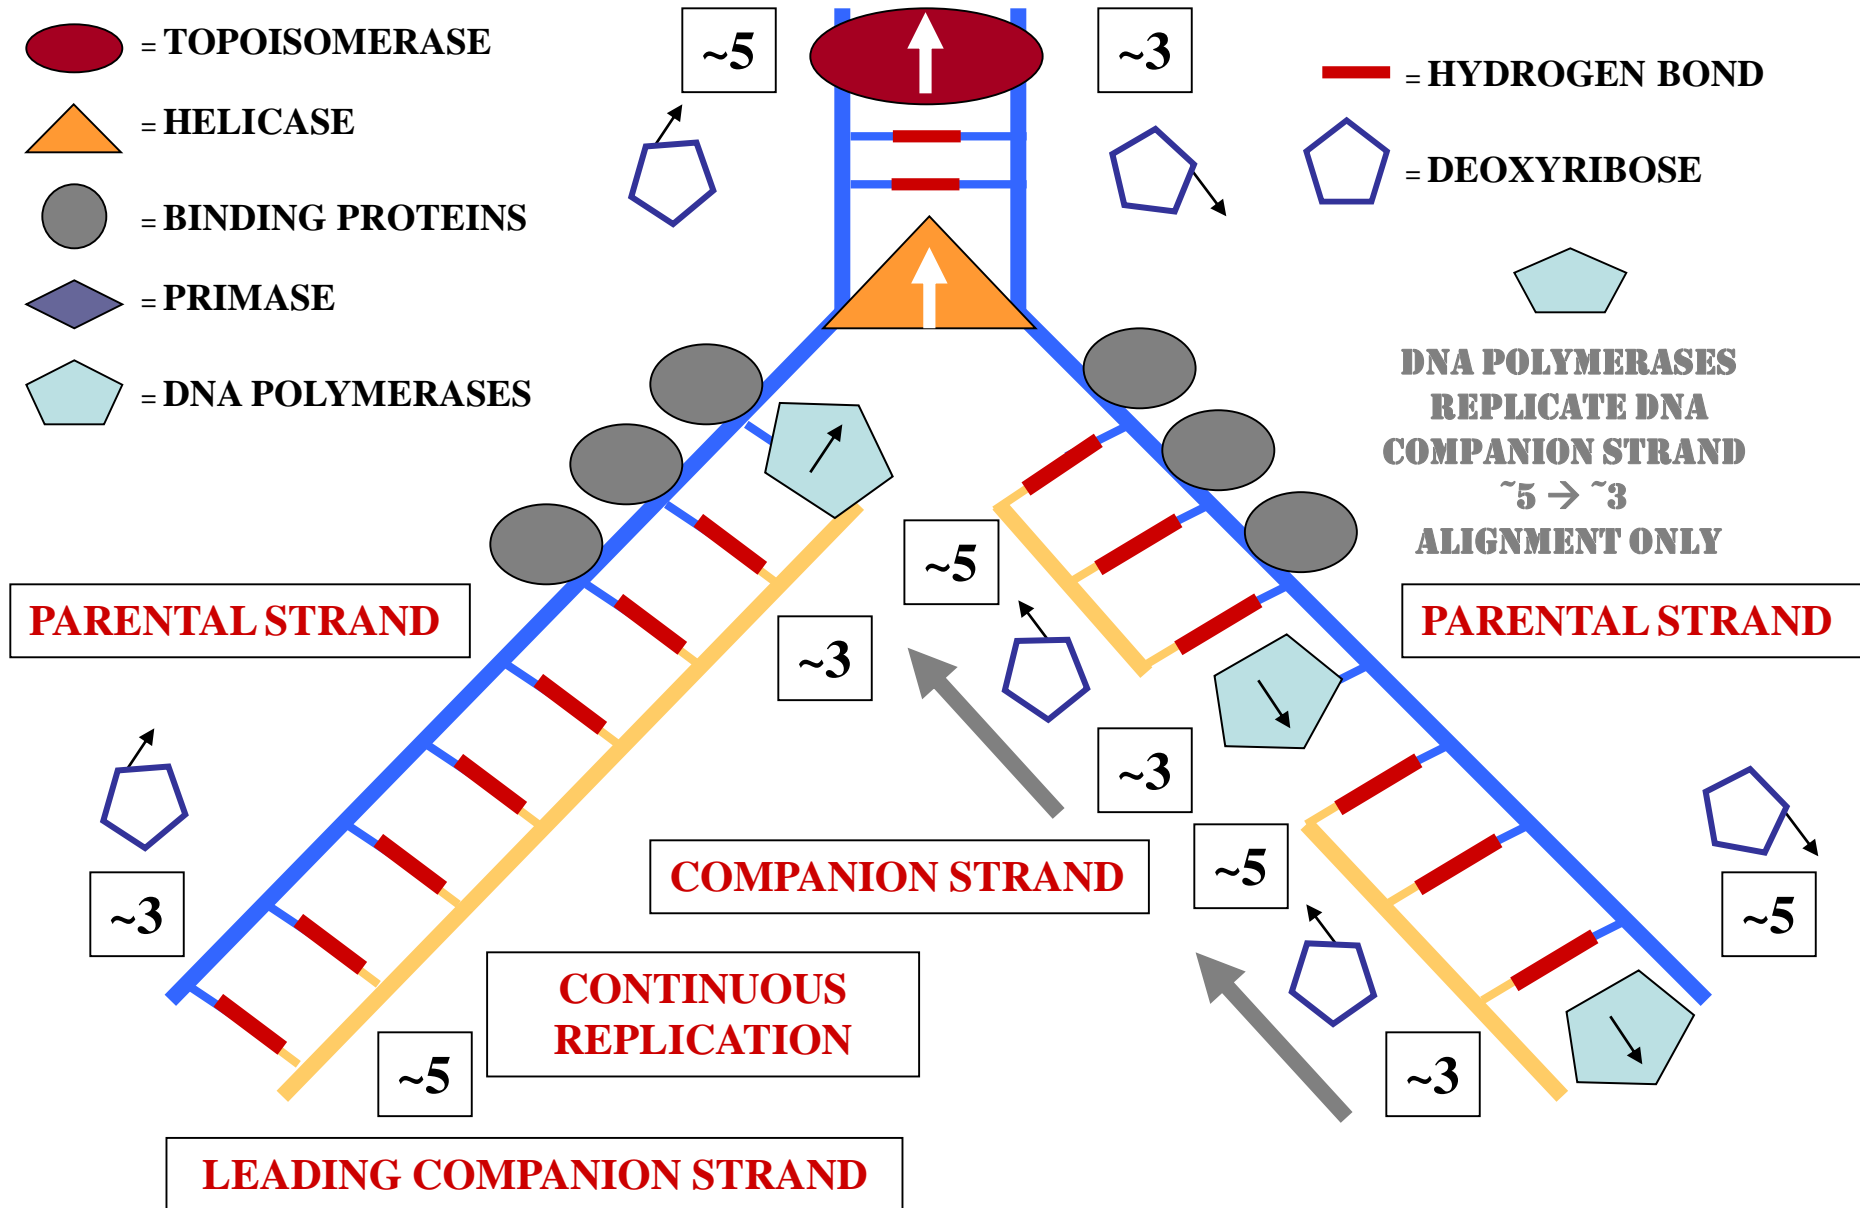 = TOPOISOMERASE
= HELICASE
= BINDING PROTEINS
= PRIMASE
= DNA POLYMERASES
~5
~3
= HYDROGEN BOND
= DEOXYRIBOSE
DNA POLYMERASES
REPLICATE DNA
COMPANION STRAND
~5 → ~3
ALIGNMENT ONLY
PARENTAL STRAND
~5
~3
PARENTAL STRAND
~3
~3
COMPANION STRAND
~5
~5
CONTINUOUS
REPLICATION
~5
~3
LEADING COMPANION STRAND